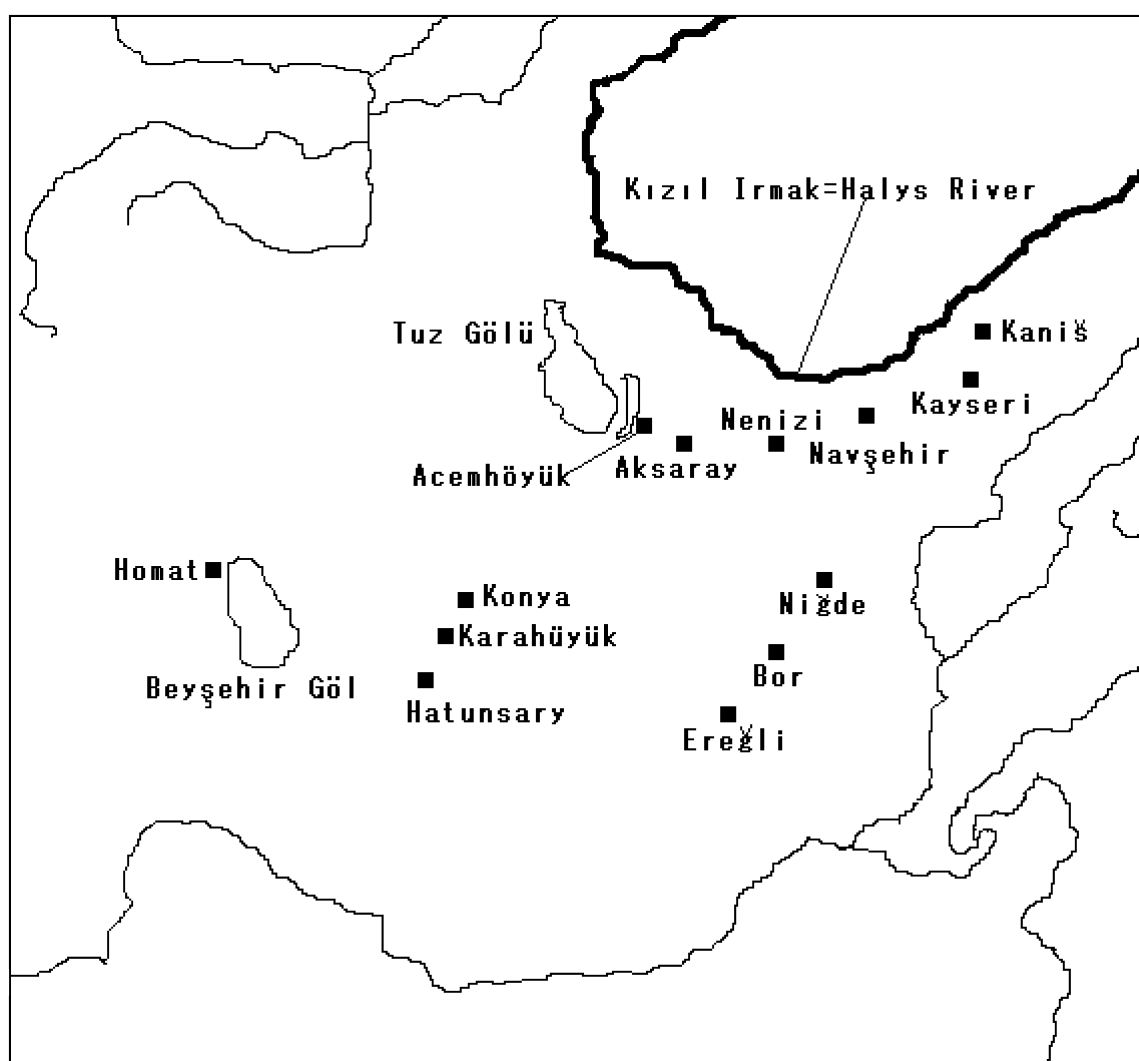 Kızıl Irmak=Halys River
Tuz Gölü
Kaniš
Kayseri
Nenizi
Navşehir
Acemhöyük
Aksaray
Homat
Konya
Niğde
Karahüyük
Bor
Beyşehir Göl
Hatunsary
Ereğli